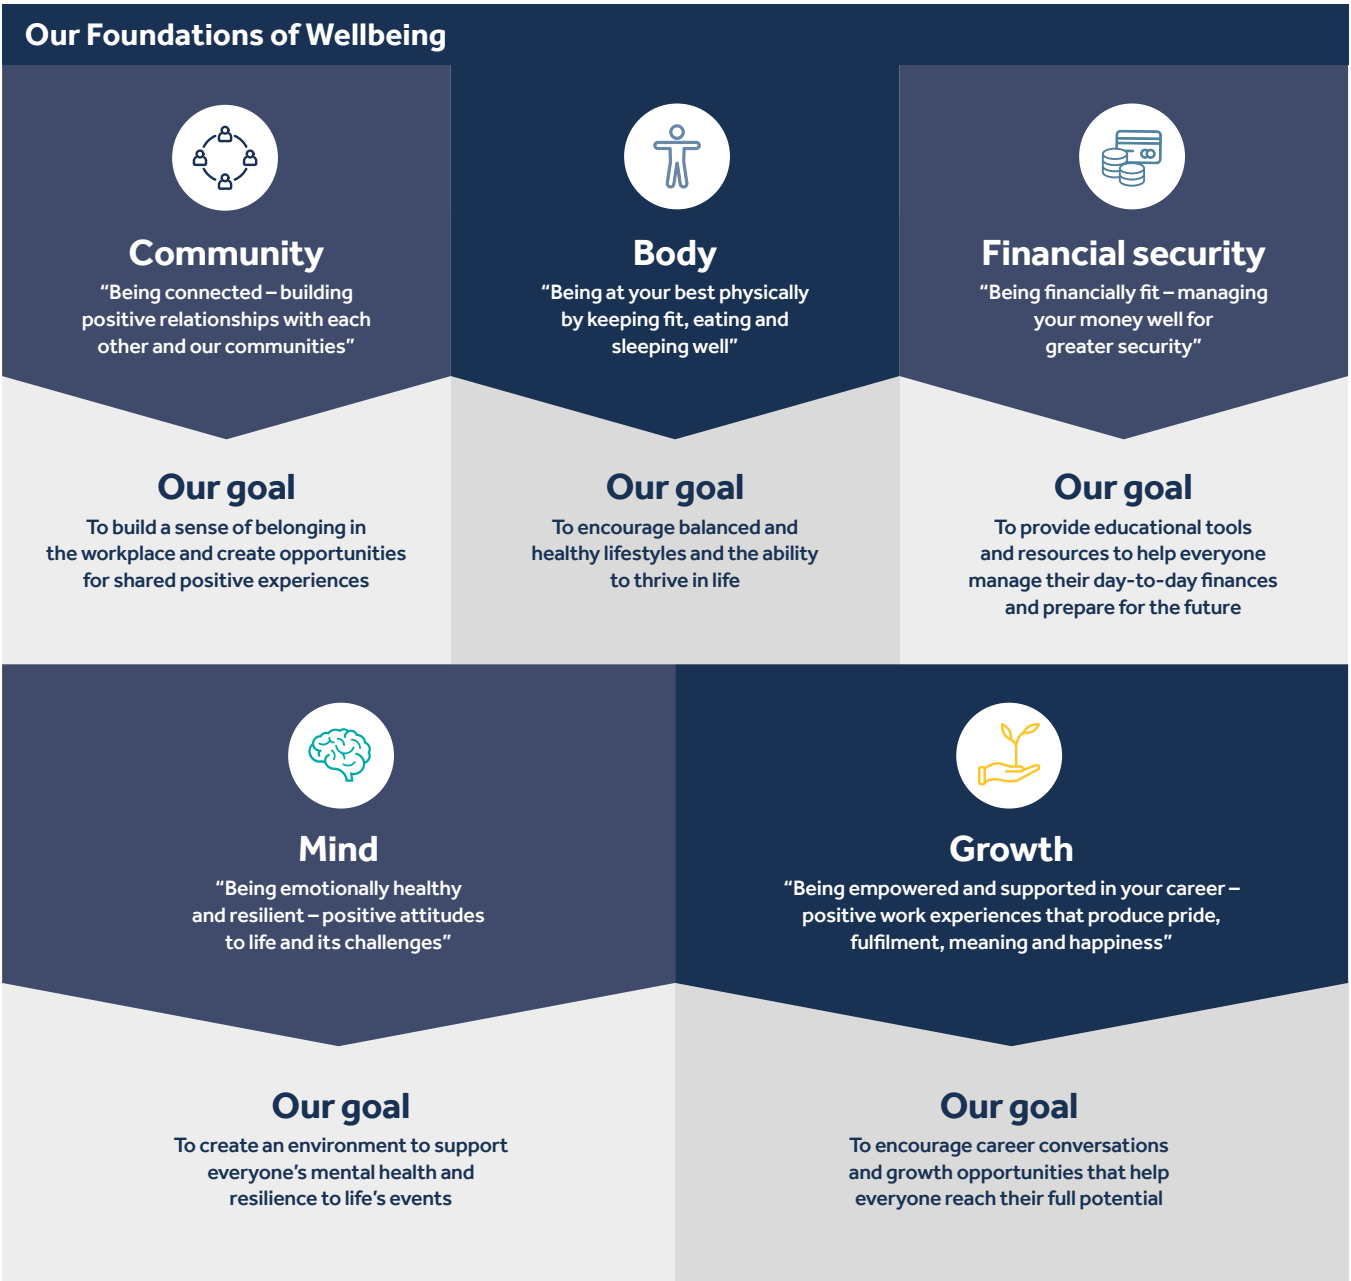 Our Foundations of Wellbeing
Community
“Being connected – building
positive relationships with each
other and our communities”
Our goal
To build a sense of belonging in
the workplace and create opportunities
for shared positive experiences
Body
“Being at your best physically
by keeping fit, eating and
sleeping well”
Our goal
To encourage balanced and
healthy lifestyles and the ability
to thrive in life
Financial security
“Being financially fit – managing
your money well for
greater security”
Our goal
To provide educational tools
and resources to help everyone
manage their day-to-day finances
and prepare for the future
Mind
“Being emotionally healthy
and resilient – positive attitudes
to life and its challenges”
Our goal
To create an environment to support
everyone’s mental health and
resilience to life’s events
Growth
“Being empowered and supported in your career –
positive work experiences that produce pride,
fulfilment, meaning and happiness”
Our goal
To encourage career conversations
and growth opportunities that help
everyone reach their full potential